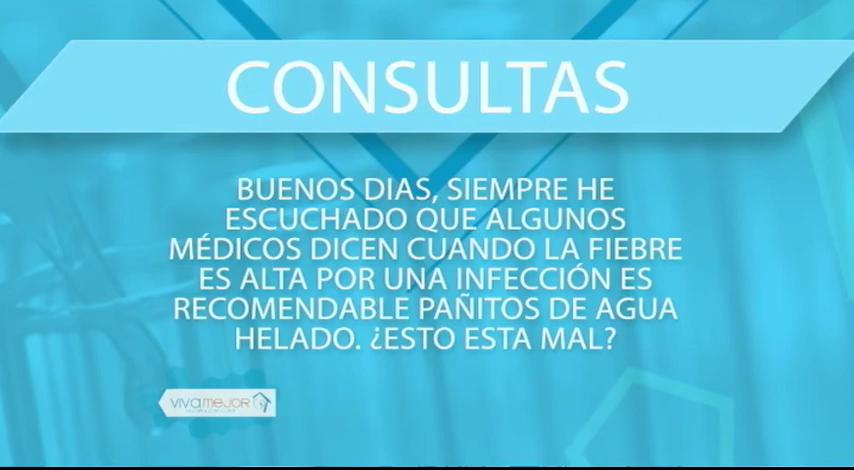 CONSULTAS
BUENOS DIAS, SIEMPRE HE
ESCUCHADO QUE ALGUNOS
MÉDICOS DICEN CUANDO LA FIEBRE
ES ALTA POR UNA INFECCIÓN ES
RECOMENDABLE PAÑITOS DE AGUA
HELADO. ¿ESTO ESTA MAL?
VIVAMEJOR